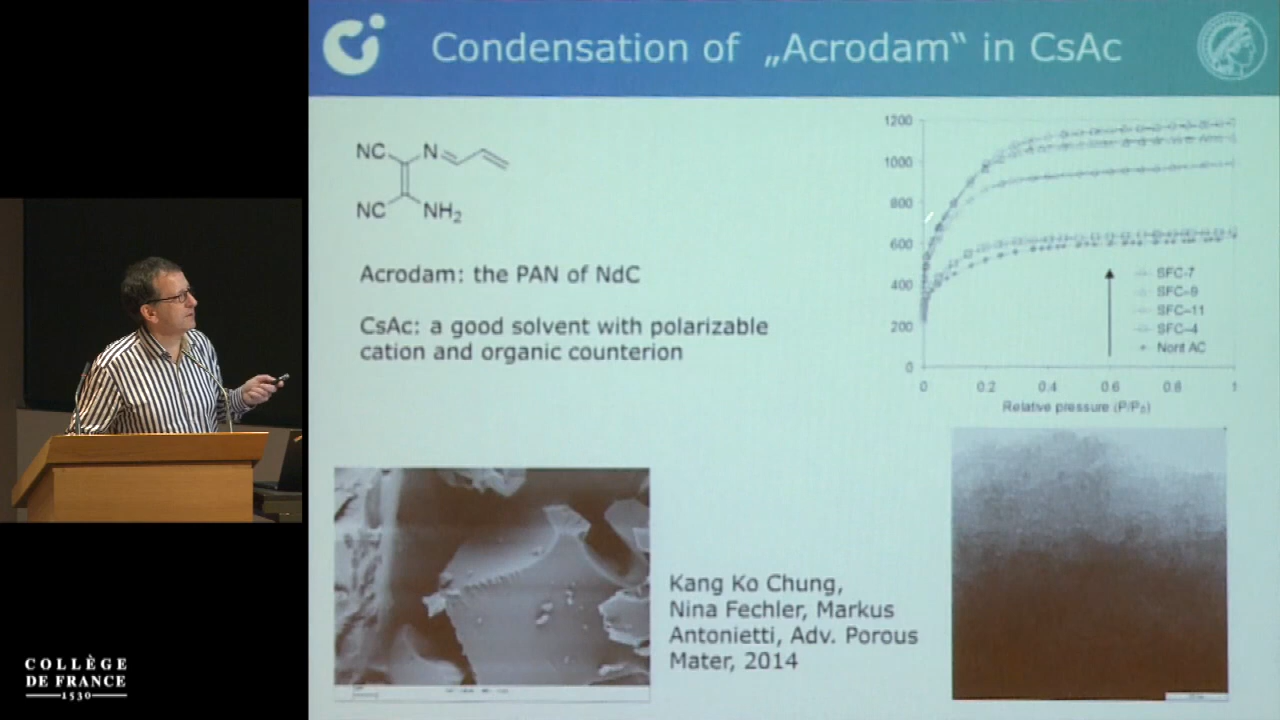 Condensation of „Acrodam“ in CsAc
NC N
NC NH2
Acrodam: the PAN of NdC
CsAc: a good solvent with polarizable
cation and organic counterion
1200
1000
800
600
400
200
0
0 0.2 0.4 0.6 0.8 1
Relative pressure (P/P0)
SFC-7
SFC-9
SFC-11
SFC-4
Norit AC
Kang Ko Chung,
Nina Fechler, Markus
Antonietti, Adv. Porous
Mater, 2014
COLLÈGE
DE FRANCE
1530